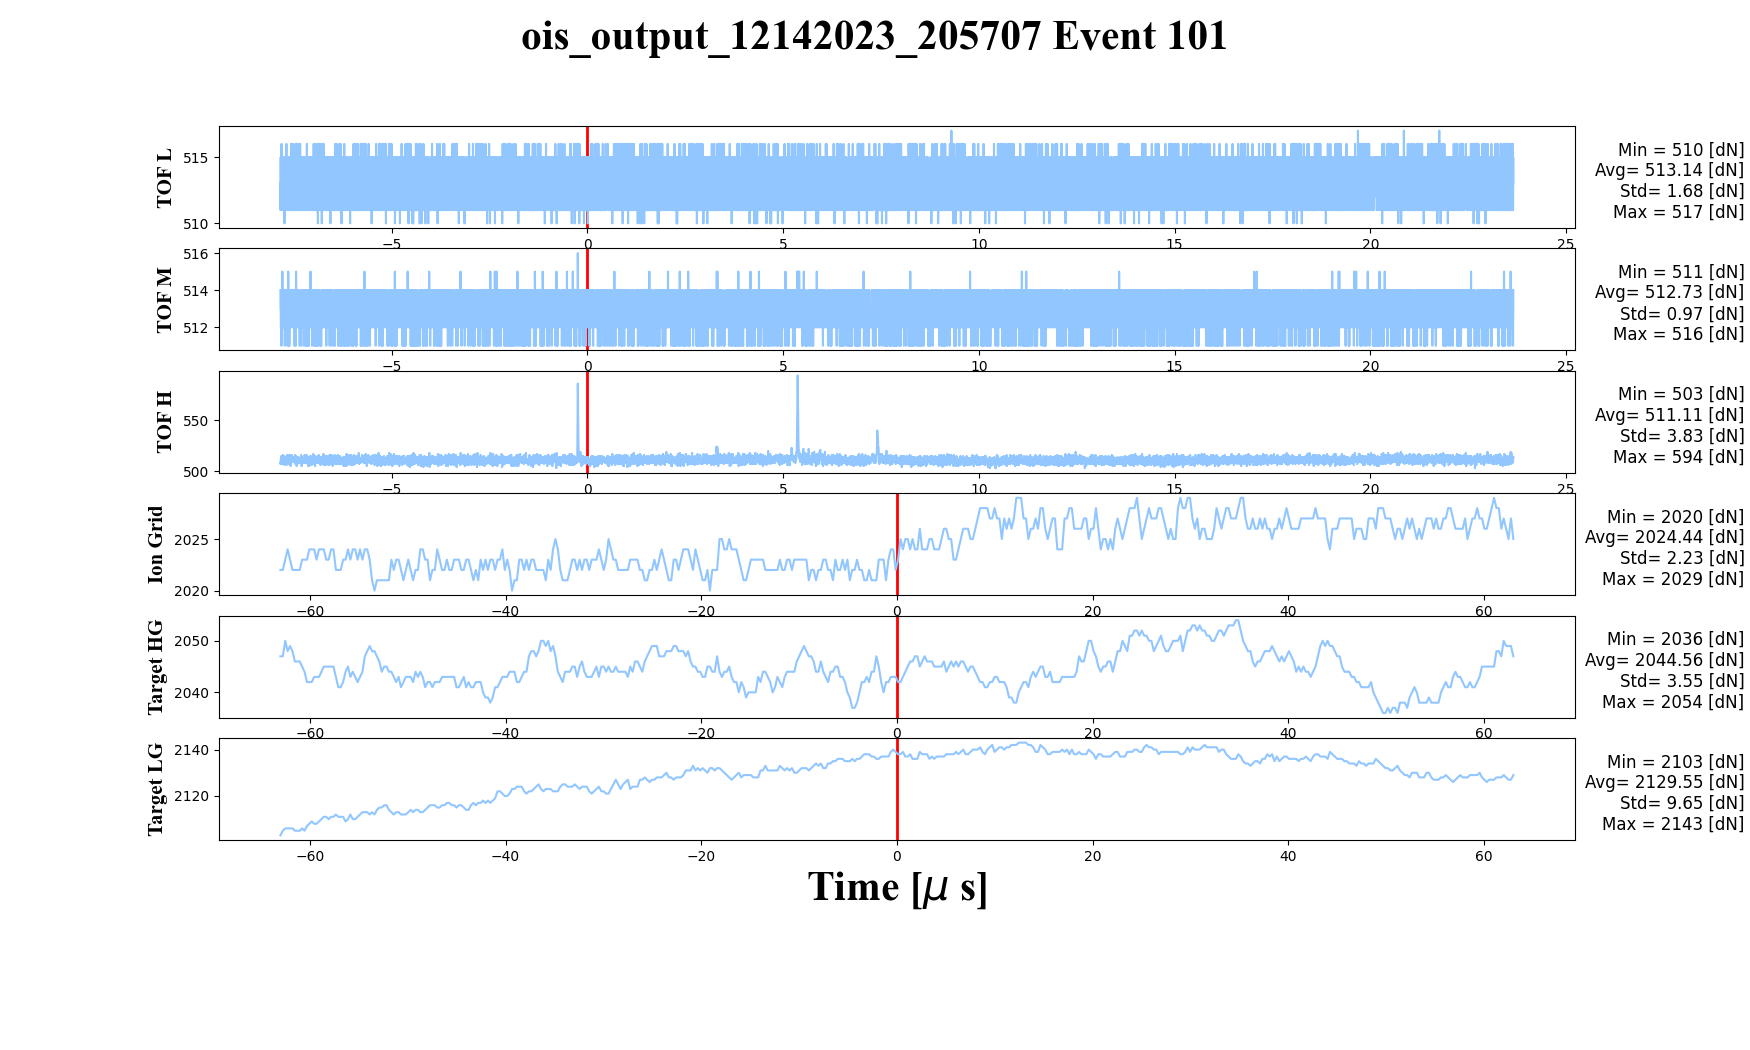 ois_output_12142023_205707 Event 101
TOF L
515
510
−5
0
5
10
15
20
25
Min = 510 [dN]
Avg= 513.14 [dN]
Std= 1.68 [dN]
Max = 517 [dN]
TOF M
516
514
512
−5
0
5
10
15
20
25
Min = 511 [dN]
Avg= 512.73 [dN]
Std= 0.97 [dN]
Max = 516 [dN]
TOF H
550
500
−5
0
5
10
15
20
25
Min = 503 [dN]
Avg= 511.11 [dN]
Std= 3.83 [dN]
Max = 594 [dN]
Ion Grid
2025
2020
−60
−40
−20
0
20
40
60
Min = 2020 [dN]
Avg= 2024.44 [dN]
Std= 2.23 [dN]
Max = 2029 [dN]
Target HG
2050
2040
−60
−40
−20
0
20
40
60
Min = 2036 [dN]
Avg= 2044.56 [dN]
Std= 3.55 [dN]
Max = 2054 [dN]
Target LG
2140
2120
−60
−40
−20
0
20
40
60
Min = 2103 [dN]
Avg= 2129.55 [dN]
Std= 9.65 [dN]
Max = 2143 [dN]
Time [μ s]